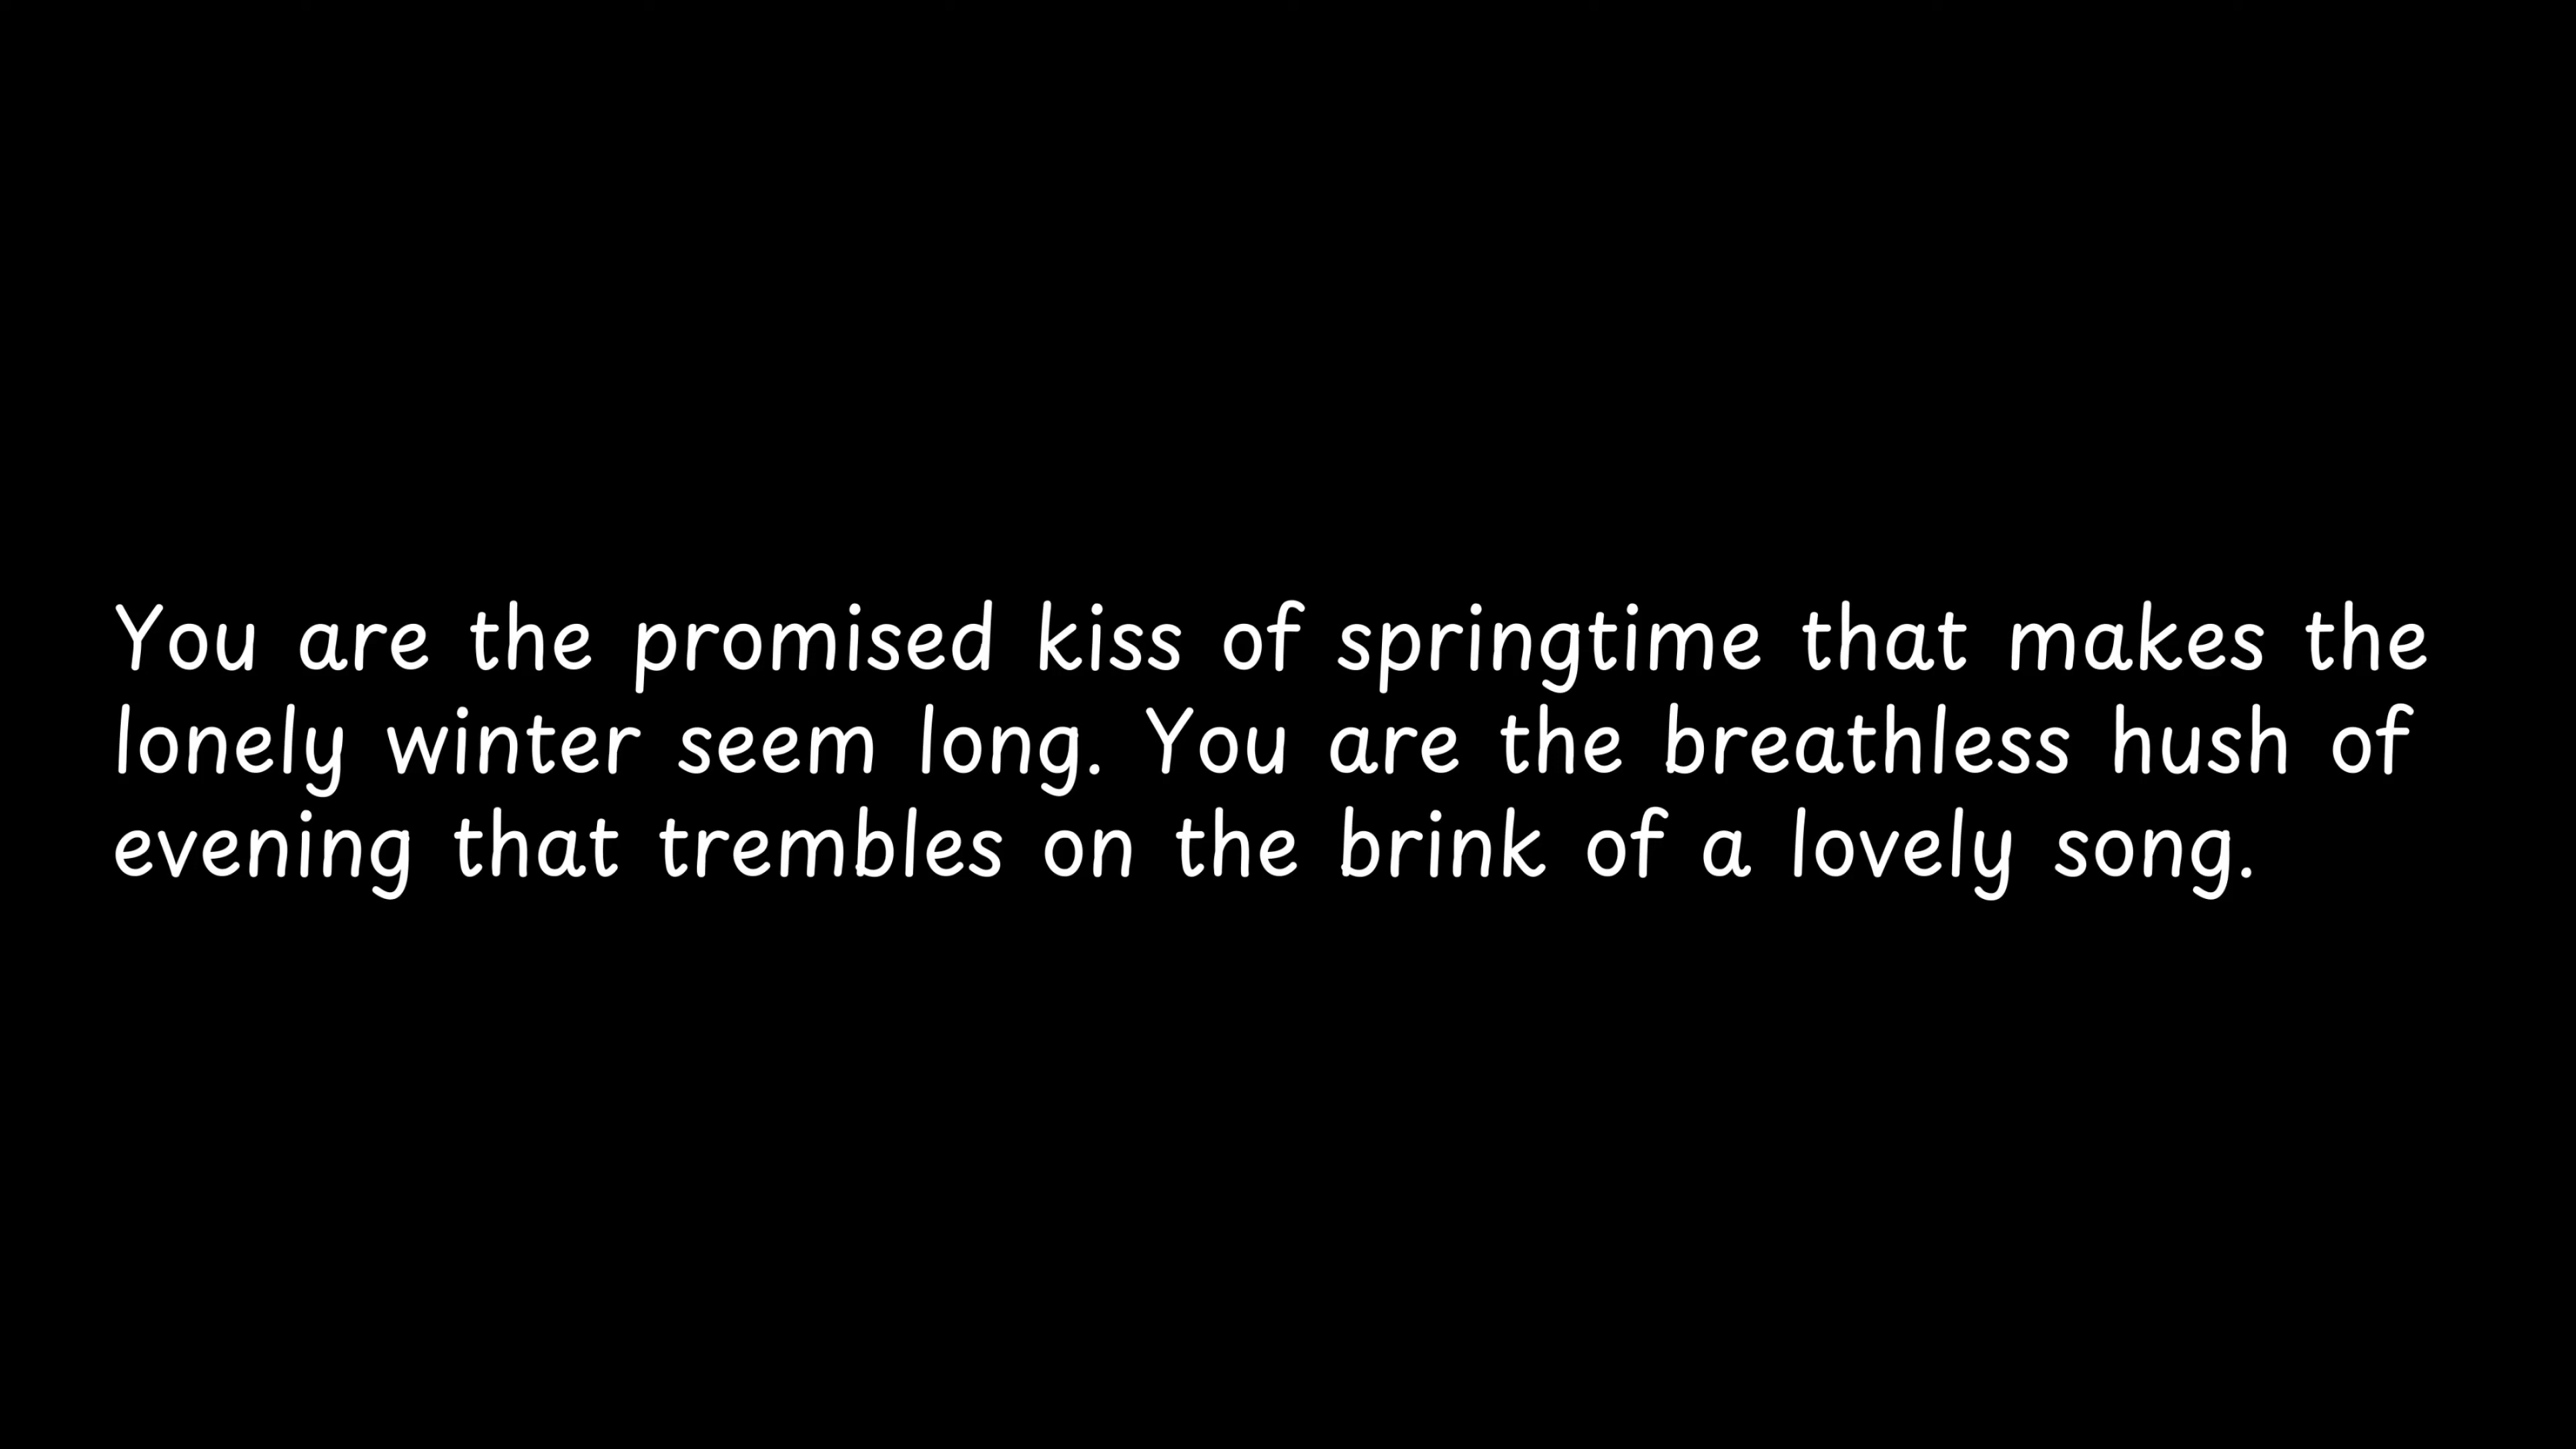 You are the promised kiss of springtime that makes the
lonely winter seem long. You are the breathless hush of
evening that trembles on the brink of a lovely song.